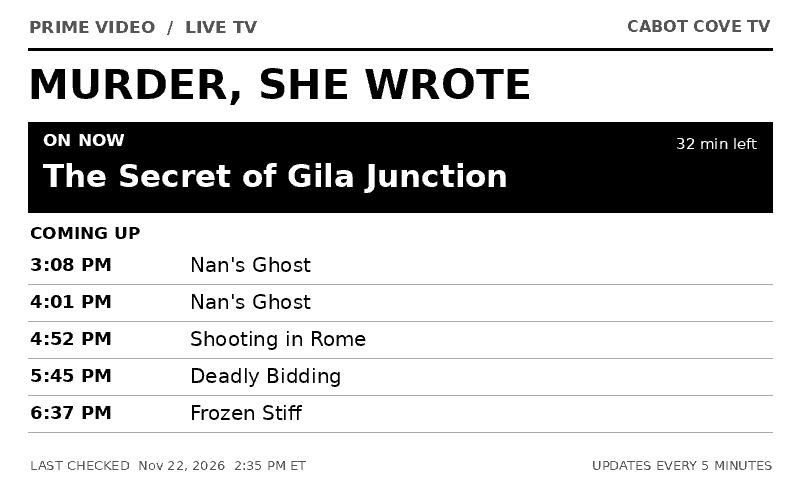 PRIME VIDEO / LIVE TV
CABOT COVE TV
MURDER, SHE WROTE
ON NOW
32 min left
The Secret of Gila Junction
COMING UP
3:08 PM Nan's Ghost
4:01 PM Nan's Ghost
4:52 PM Shooting in Rome
5:45 PM Deadly Bidding
6:37 PM Frozen Stiff
LAST CHECKED Nov 22, 2026 2:35 PM ET
UPDATES EVERY 5 MINUTES